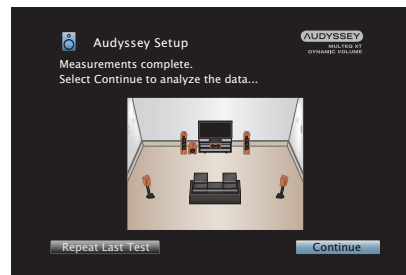 Audyssey Setup
AUDYSSEY
MULTEQ XT
DYNAMIC VOLUME
Measurements complete.
Select Continue to analyze the data...
Repeat Last Test
Continue